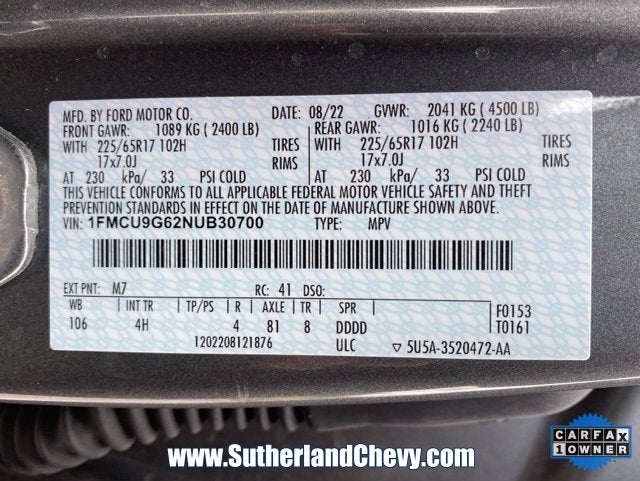 MFD. BY FORD MOTOR CO. DATE: 08/22 GVWR: 2041 KG ( 4500 LB)
FRONT GAWR: 1089 KG ( 2400 LB) REAR GAWR: 1016 KG ( 2240 LB)
WITH 225/65R17 102H TIRES WITH 225/65R17 102H TIRES
17x7.0J RIMS 17x7.0J RIMS
AT 230 kPa/ 33 PSI COLD AT 230 kPa/ 33 PSI COLD
THIS VEHICLE CONFORMS TO ALL APPLICABLE FEDERAL MOTOR VEHICLE SAFETY AND THEFT
PREVENTION STANDARDS IN EFFECT ON THE DATE OF MANUFACTURE SHOWN ABOVE.
VIN: 1FMCU9G62NUB30700 TYPE: MPV
EXT PNT: M7 RC: 41 DSO:
WB INT TR TP/PS R AXLE TR SPR F0153
106 4H 4 81 8 DDDD T0161
1202208121876 ULC ▽ 5U5A-3520472-AA
CARFAX
1 OWNER
www.SutherlandChevy.com